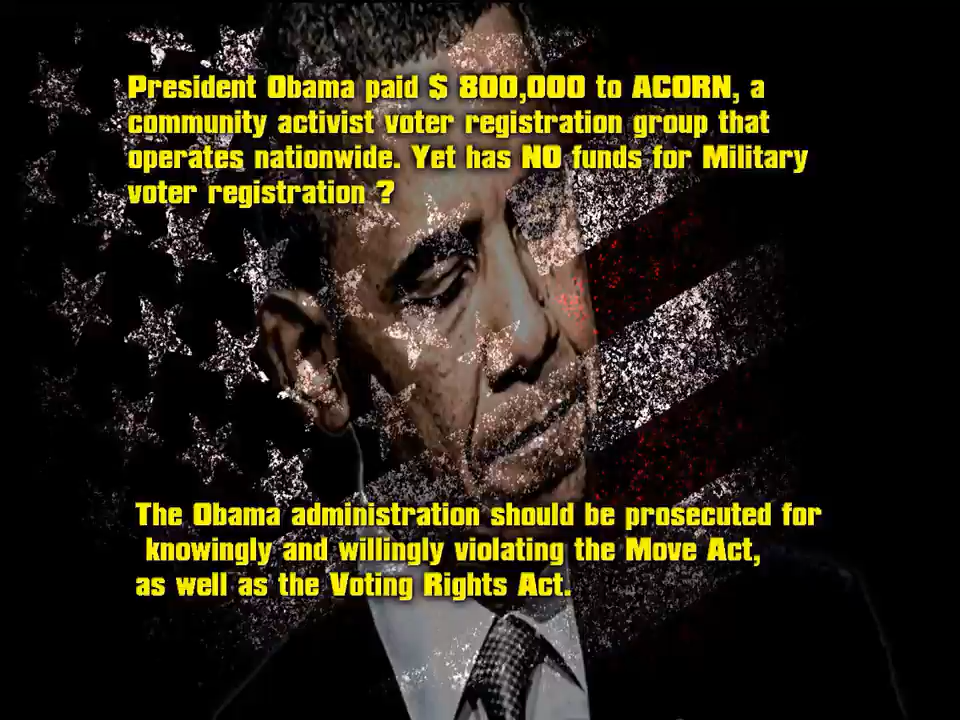 President Obama paid $ 800,000 to ACORN, a
community activist voter registration group that
operates nationwide. Yet has NO funds for Military
voter registration ?
The Obama administration should be prosecuted for
knowingly and willingly violating the Move Act,
as well as the Voting Rights Act.